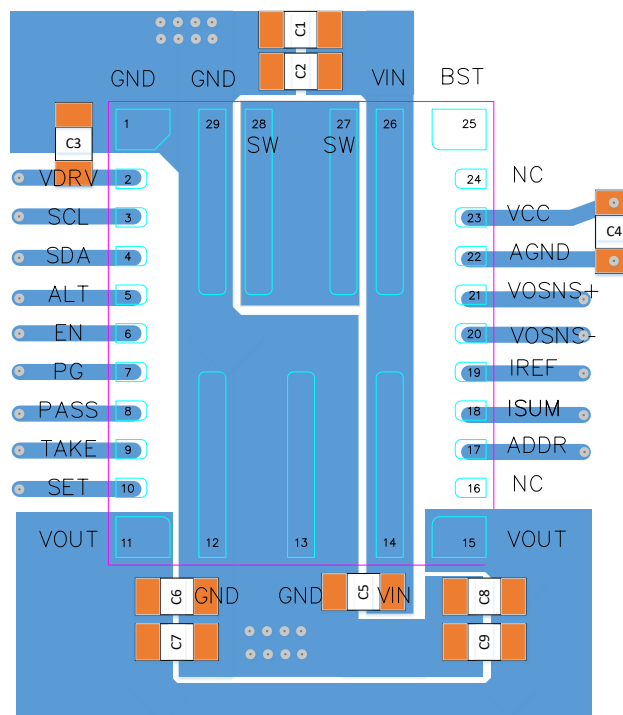 C1
C2
GND GND VIN BST
1 29 28 27 26 25
SW SW
C3
VDRV 2 24 NC
SCL 3 23 VCC
C4
SDA 4 22 AGND
ALT 5 21 VOSNS+
EN 6 20 VOSNS-
PG 7 19 IREF
PASS 8 18 ISUM
TAKE 9 17 ADDR
SET 10 16 NC
VOUT 11 12 13 14 15 VOUT
C6 GND GND C5 VIN C8
C7 C9